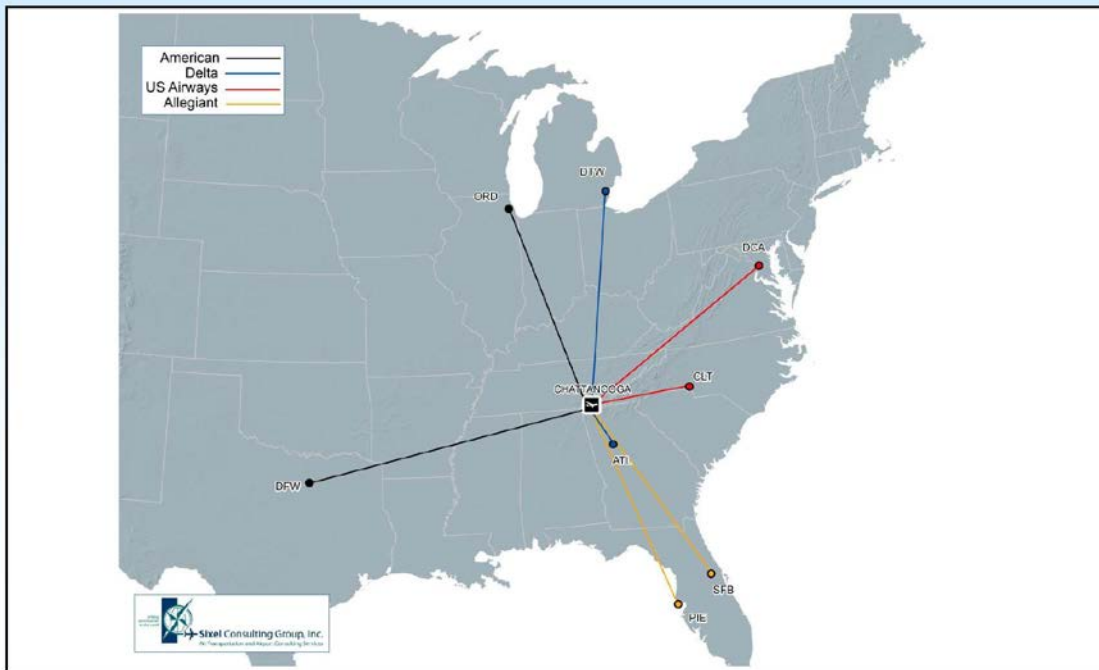 American
Delta
US Airways
Allegiant
DTW
ORD
DCA
CHATTANOOGA
CLT
ATL
DFW
SFB
PIE
Sixel Consulting Group, Inc.
Air Transportation and Airport Consulting Services